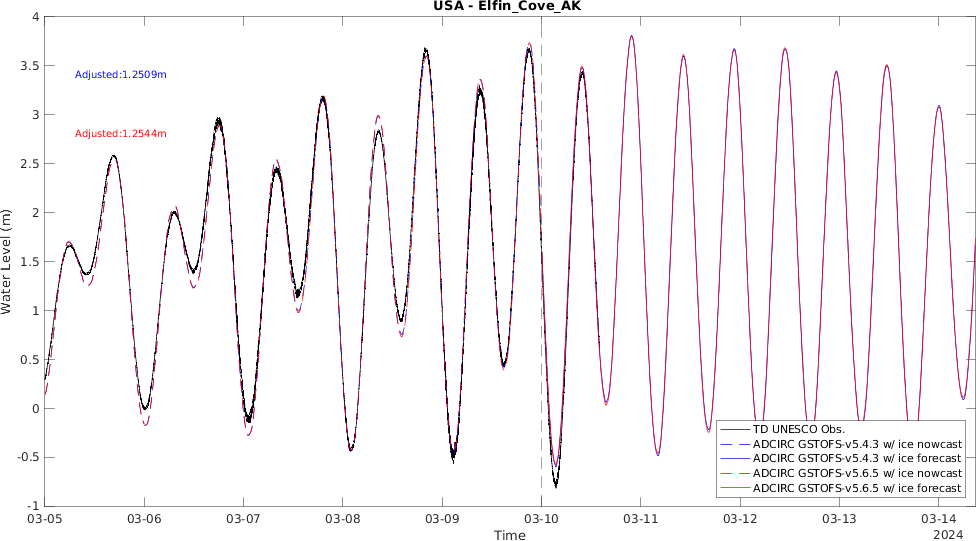 USA - Elfin_Cove_AK
4
3.5
3
2.5
2
1.5
1
0.5
0
-0.5
-1
Water Level (m)
Adjusted:1.2509m
Adjusted:1.2544m
TD UNESCO Obs.
ADCIRC GSTOFS-v5.4.3 w/ ice nowcast
ADCIRC GSTOFS-v5.4.3 w/ ice forecast
ADCIRC GSTOFS-v5.6.5 w/ ice nowcast
ADCIRC GSTOFS-v5.6.5 w/ ice forecast
03-05 03-06 03-07 03-08 03-09 03-10 03-11 03-12 03-13 03-14
Time
2024